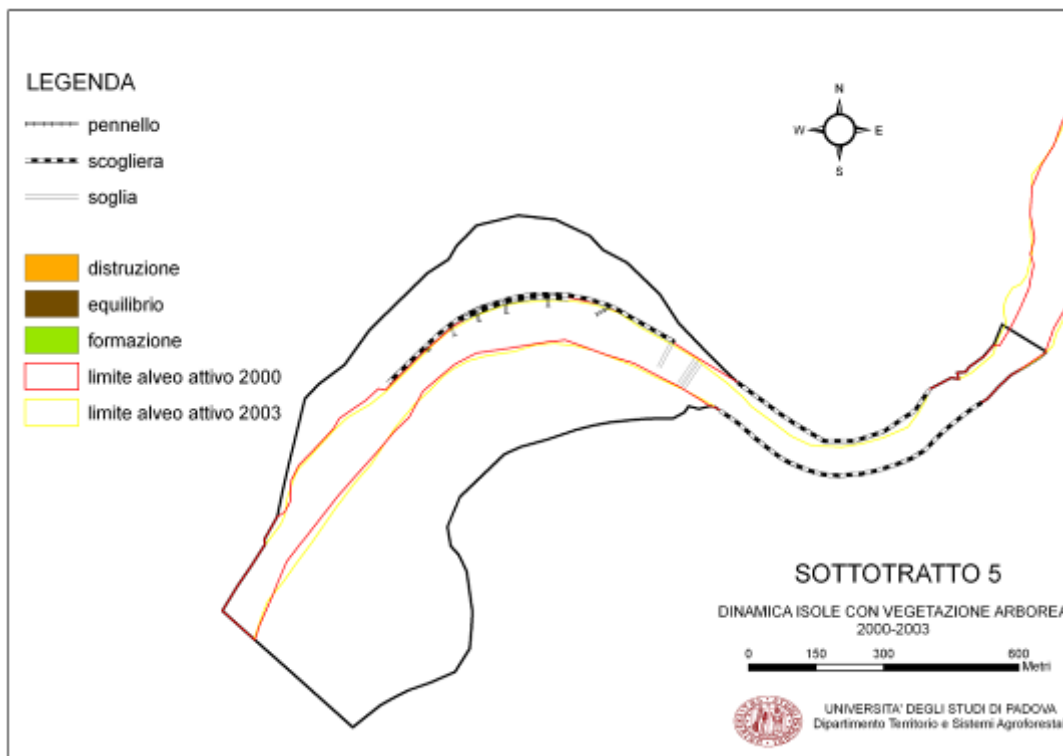 LEGENDA
pennello
scogliera
soglia
distruzione
equilibrio
formazione
limite alveo attivo 2000
limite alveo attivo 2003
N
W E
S
SOTTOTRATTO 5
DINAMICA ISOLE CON VEGETAZIONE ARBOREA
2000-2003
0 150 300 600
Metri
UNIVERSITA' DEGLI STUDI DI PADOVA
Dipartimento Territorio e Sistemi Agroforesta